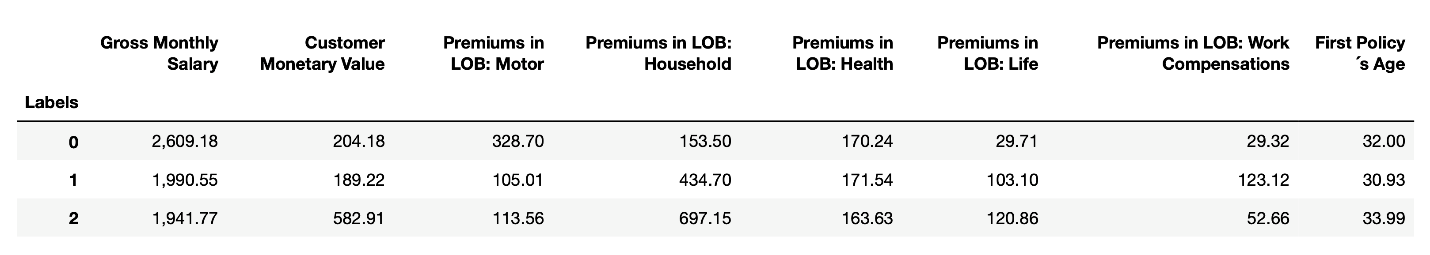 Gross Monthly Salary Customer Monetary Value Premiums in LOB: Motor Premiums in LOB: Household Premiums in LOB: Health Premiums in LOB: Life Premiums in LOB: Work Compensations First Policy ´s Age
Labels
0 2,609.18 204.18 328.70 153.50 170.24 29.71 29.32 32.00
1 1,990.55 189.22 105.01 434.70 171.54 103.10 123.12 30.93
2 1,941.77 582.91 113.56 697.15 163.63 120.86 52.66 33.99